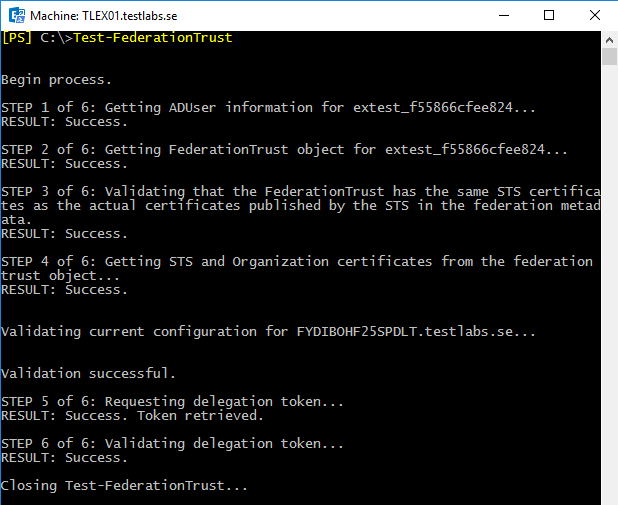 Machine: TLEX01.testlabs.se
[PS] C:\>Test-FederationTrust
Begin process.
STEP 1 of 6: Getting ADUser information for extest_f55866cfee824...
RESULT: Success.
STEP 2 of 6: Getting FederationTrust object for extest_f55866cfee824...
RESULT: Success.
STEP 3 of 6: Validating that the FederationTrust has the same STS certifica
tes as the actual certificates published by the STS in the federation metad
ata.
RESULT: Success.
STEP 4 of 6: Getting STS and Organization certificates from the federation
trust object...
RESULT: Success.
Validating current configuration for FYDIBOHF25SPDLT.testlabs.se...
Validation successful.
STEP 5 of 6: Requesting delegation token...
RESULT: Success. Token retrieved.
STEP 6 of 6: Validating delegation token...
RESULT: Success.
Closing Test-FederationTrust...